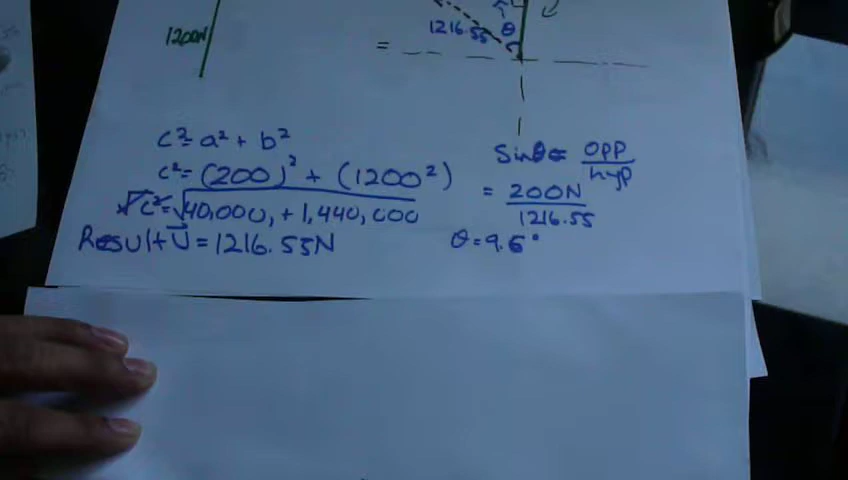 1200N
1216.55 θ
=
c² = a² + b²
c² = (200)² + (1200²)
√c² = √40,000, + 1,440,000
Result U⃗ = 1216.55N
Sinθ = opp/hyp
= 200N/1216.55
θ = 9.6°